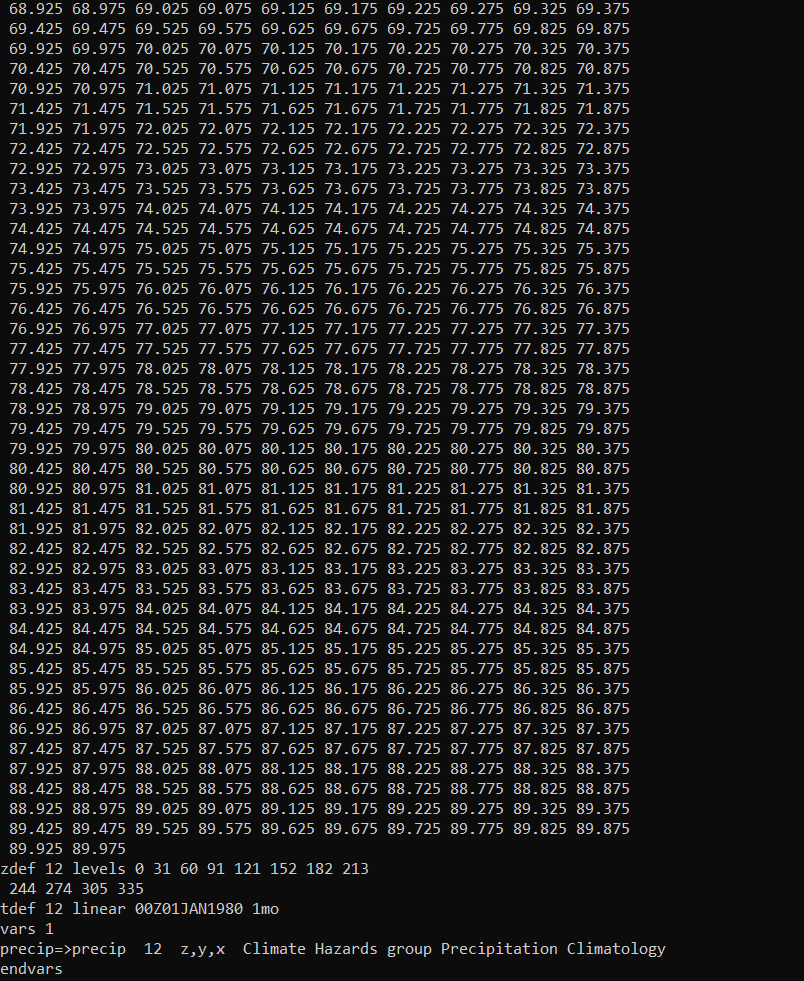 68.925 68.975 69.025 69.075 69.125 69.175 69.225 69.275 69.325 69.375
69.425 69.475 69.525 69.575 69.625 69.675 69.725 69.775 69.825 69.875
69.925 69.975 70.025 70.075 70.125 70.175 70.225 70.275 70.325 70.375
70.425 70.475 70.525 70.575 70.625 70.675 70.725 70.775 70.825 70.875
70.925 70.975 71.025 71.075 71.125 71.175 71.225 71.275 71.325 71.375
71.425 71.475 71.525 71.575 71.625 71.675 71.725 71.775 71.825 71.875
71.925 71.975 72.025 72.075 72.125 72.175 72.225 72.275 72.325 72.375
72.425 72.475 72.525 72.575 72.625 72.675 72.725 72.775 72.825 72.875
72.925 72.975 73.025 73.075 73.125 73.175 73.225 73.275 73.325 73.375
73.425 73.475 73.525 73.575 73.625 73.675 73.725 73.775 73.825 73.875
73.925 73.975 74.025 74.075 74.125 74.175 74.225 74.275 74.325 74.375
74.425 74.475 74.525 74.575 74.625 74.675 74.725 74.775 74.825 74.875
74.925 74.975 75.025 75.075 75.125 75.175 75.225 75.275 75.325 75.375
75.425 75.475 75.525 75.575 75.625 75.675 75.725 75.775 75.825 75.875
75.925 75.975 76.025 76.075 76.125 76.175 76.225 76.275 76.325 76.375
76.425 76.475 76.525 76.575 76.625 76.675 76.725 76.775 76.825 76.875
76.925 76.975 77.025 77.075 77.125 77.175 77.225 77.275 77.325 77.375
77.425 77.475 77.525 77.575 77.625 77.675 77.725 77.775 77.825 77.875
77.925 77.975 78.025 78.075 78.125 78.175 78.225 78.275 78.325 78.375
78.425 78.475 78.525 78.575 78.625 78.675 78.725 78.775 78.825 78.875
78.925 78.975 79.025 79.075 79.125 79.175 79.225 79.275 79.325 79.375
79.425 79.475 79.525 79.575 79.625 79.675 79.725 79.775 79.825 79.875
79.925 79.975 80.025 80.075 80.125 80.175 80.225 80.275 80.325 80.375
80.425 80.475 80.525 80.575 80.625 80.675 80.725 80.775 80.825 80.875
80.925 80.975 81.025 81.075 81.125 81.175 81.225 81.275 81.325 81.375
81.425 81.475 81.525 81.575 81.625 81.675 81.725 81.775 81.825 81.875
81.925 81.975 82.025 82.075 82.125 82.175 82.225 82.275 82.325 82.375
82.425 82.475 82.525 82.575 82.625 82.675 82.725 82.775 82.825 82.875
82.925 82.975 83.025 83.075 83.125 83.175 83.225 83.275 83.325 83.375
83.425 83.475 83.525 83.575 83.625 83.675 83.725 83.775 83.825 83.875
83.925 83.975 84.025 84.075 84.125 84.175 84.225 84.275 84.325 84.375
84.425 84.475 84.525 84.575 84.625 84.675 84.725 84.775 84.825 84.875
84.925 84.975 85.025 85.075 85.125 85.175 85.225 85.275 85.325 85.375
85.425 85.475 85.525 85.575 85.625 85.675 85.725 85.775 85.825 85.875
85.925 85.975 86.025 86.075 86.125 86.175 86.225 86.275 86.325 86.375
86.425 86.475 86.525 86.575 86.625 86.675 86.725 86.775 86.825 86.875
86.925 86.975 87.025 87.075 87.125 87.175 87.225 87.275 87.325 87.375
87.425 87.475 87.525 87.575 87.625 87.675 87.725 87.775 87.825 87.875
87.925 87.975 88.025 88.075 88.125 88.175 88.225 88.275 88.325 88.375
88.425 88.475 88.525 88.575 88.625 88.675 88.725 88.775 88.825 88.875
88.925 88.975 89.025 89.075 89.125 89.175 89.225 89.275 89.325 89.375
89.425 89.475 89.525 89.575 89.625 89.675 89.725 89.775 89.825 89.875
89.925 89.975
zdef 12 levels 0 31 60 91 121 152 182 213
244 274 305 335
tdef 12 linear 00Z01JAN1980 1mo
vars 1
precip=>precip  12  z,y,x  Climate Hazards group Precipitation Climatology
endvars